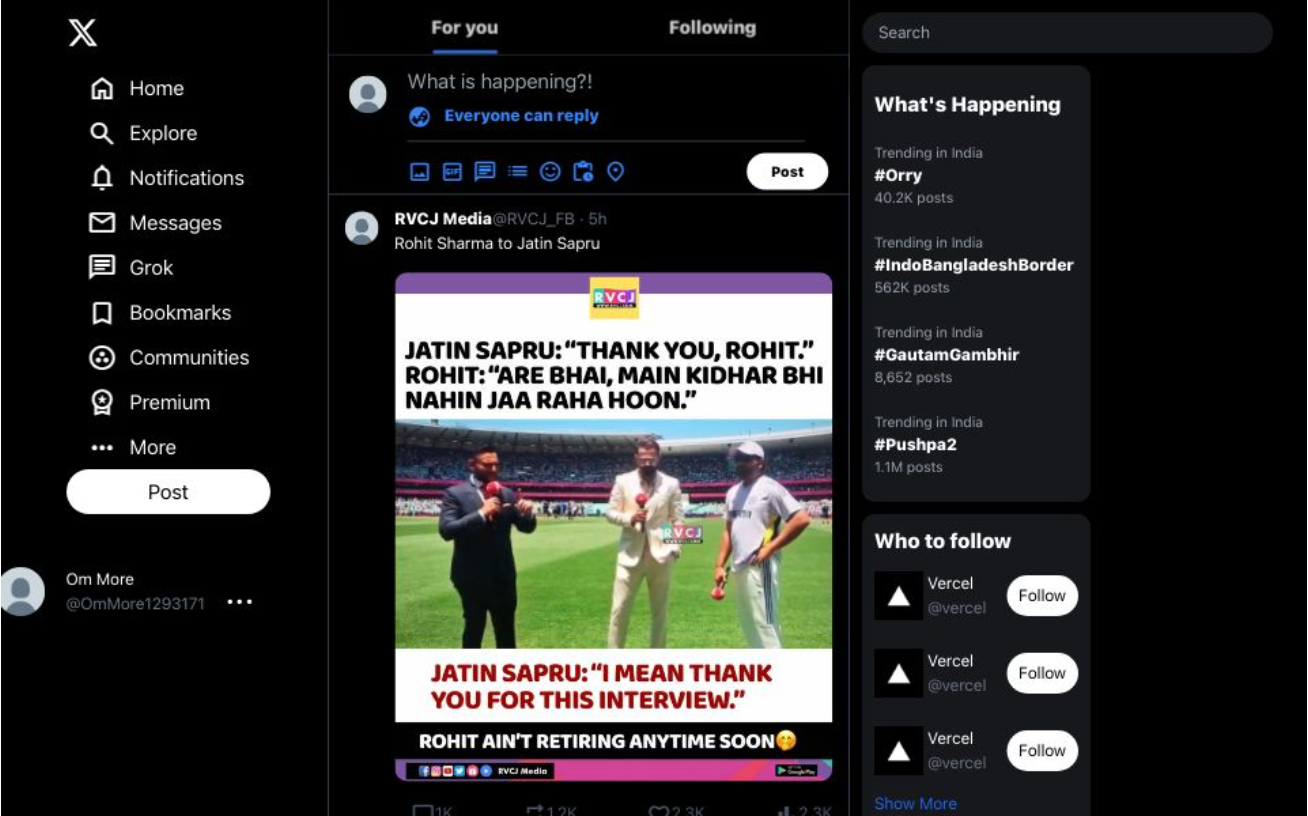 For you
Following
Search
Home
Explore
Notifications
Messages
Grok
Bookmarks
Communities
Premium
More
Post
Om More
@OmMore1293171
What is happening?!
Everyone can reply
GIF
Post
RVCJ Media@RVCJ_FB · 5h
Rohit Sharma to Jatin Sapru
RVCJ
JATIN SAPRU: “THANK YOU, ROHIT.”
ROHIT: “ARE BHAI, MAIN KIDHAR BHI
NAHIN JAA RAHA HOON.”
RVCJ
JATIN SAPRU: “I MEAN THANK
YOU FOR THIS INTERVIEW.”
ROHIT AIN'T RETIRING ANYTIME SOON🤭
RVCJ Media
Google Play
1K
1.2K
2.3K
2.3K
What's Happening
Trending in India
#Orry
40.2K posts
Trending in India
#IndoBangladeshBorder
562K posts
Trending in India
#GautamGambhir
8,652 posts
Trending in India
#Pushpa2
1.1M posts
Who to follow
Vercel
@vercel
Follow
Vercel
@vercel
Follow
Vercel
@vercel
Follow
Show More